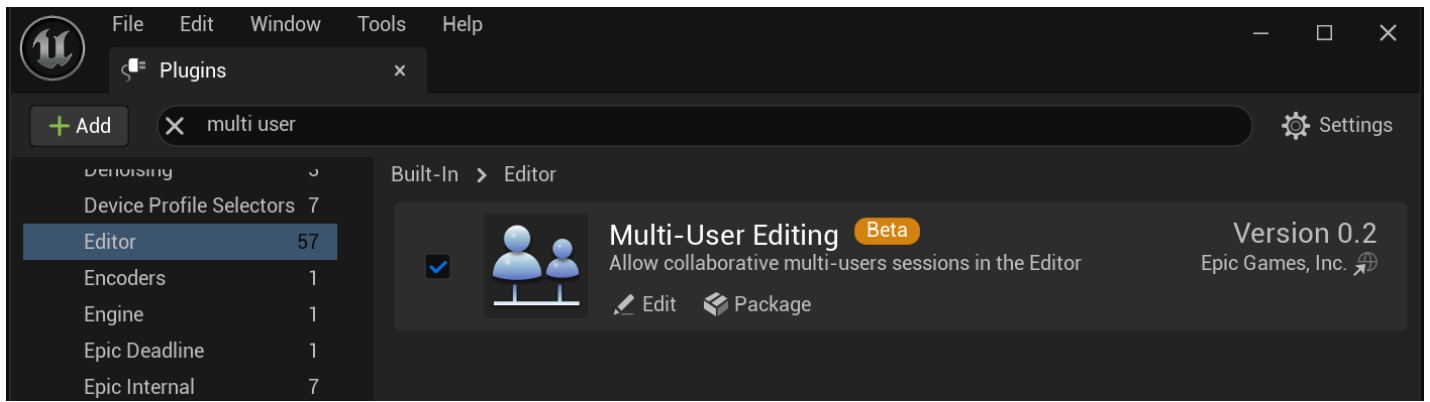 File Edit Window Tools Help
Plugins
Add multi user Settings
Built-In > Editor
Denoising
Device Profile Selectors 7
Editor 57
Encoders 1
Engine 1
Epic Deadline 1
Epic Internal 7
Multi-User Editing Beta
Allow collaborative multi-users sessions in the Editor
Edit Package
Version 0.2
Epic Games, Inc.